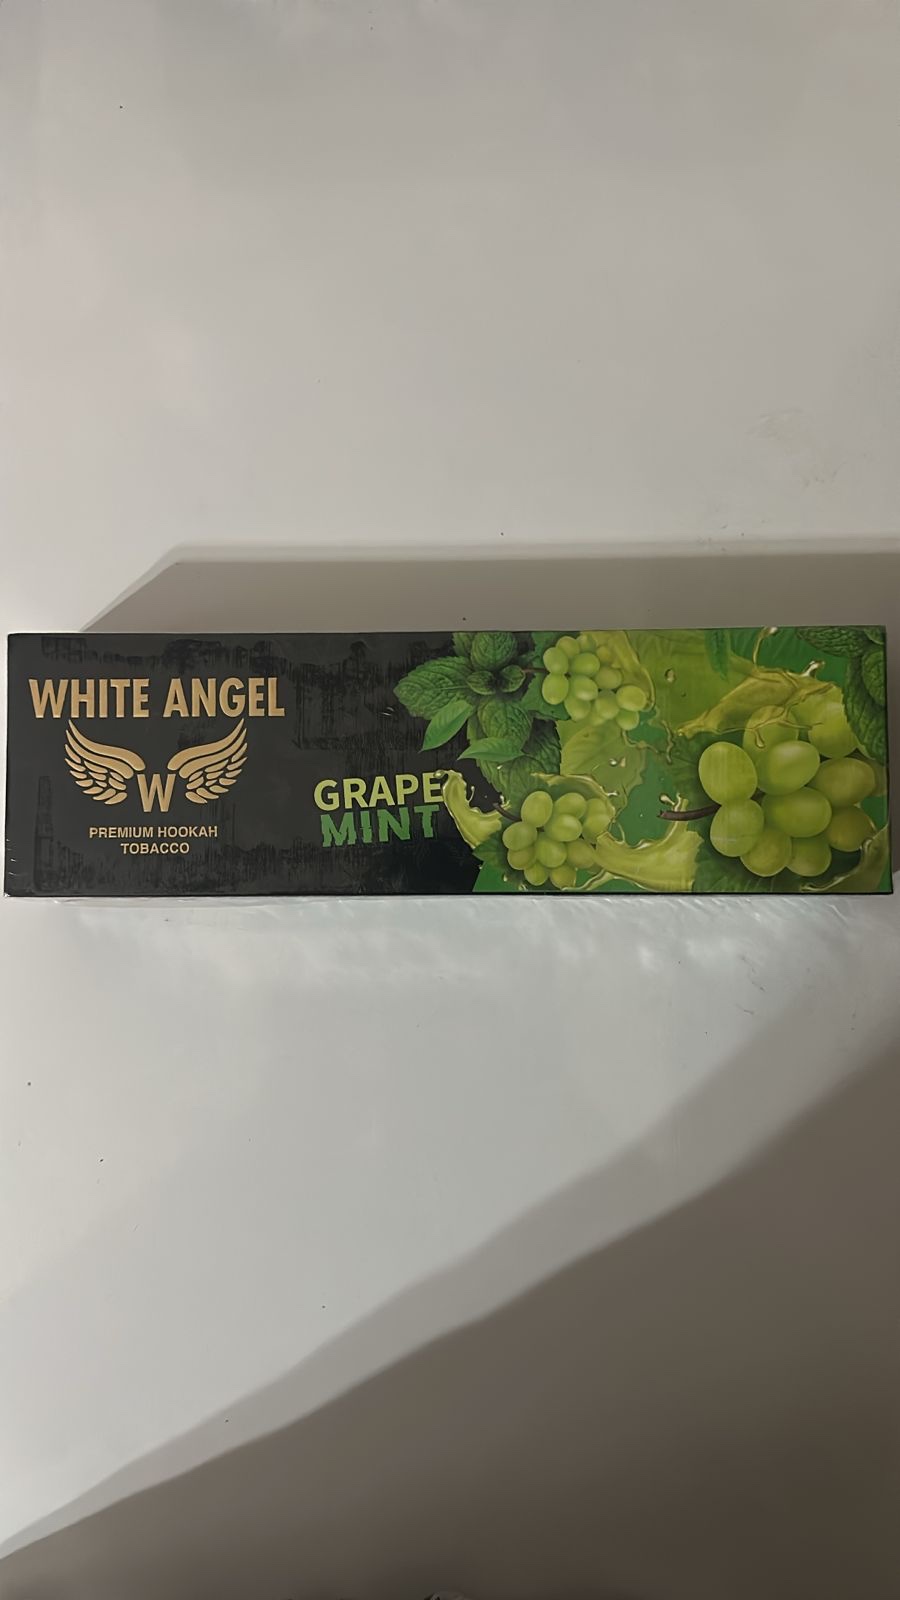 WHITE ANGEL
W
PREMIUM HOOKAH
TOBACCO
GRAPE
MINT